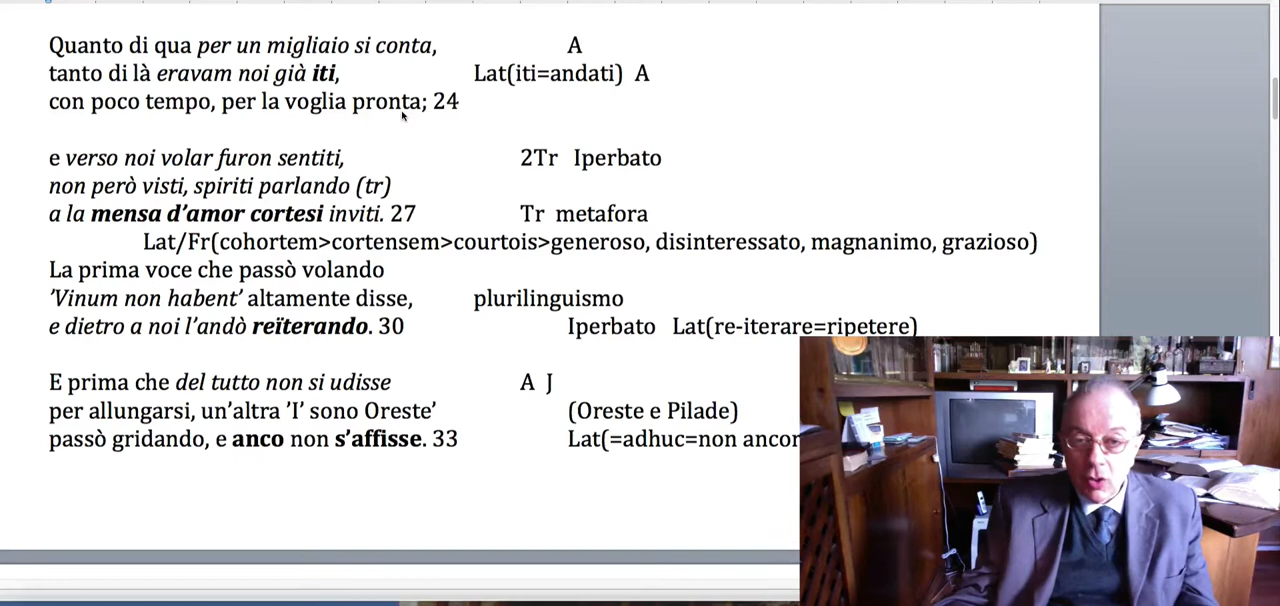 Quanto di qua per un migliaio si conta, A
tanto di là eravam noi già iti, Lat(iti=andati) A
con poco tempo, per la voglia pronta; 24
e verso noi volar furon sentiti, 2Tr Iperbato
non però visti, spiriti parlando (tr)
a la mensa d’amor cortesi inviti. 27 Tr metafora
Lat/Fr(cohortem>cortensem>courtois>generoso, disinteressato, magnanimo, grazioso)
La prima voce che passò volando
’Vinum non habent’ altamente disse, plurilinguismo
e dietro a noi l’andò reïterando. 30 Iperbato Lat(re-iterare=ripetere)
E prima che del tutto non si udisse A J
per allungarsi, un’altra ’I’ sono Oreste’ (Oreste e Pilade)
passò gridando, e anco non s’affisse. 33 Lat(=adhuc=non ancor